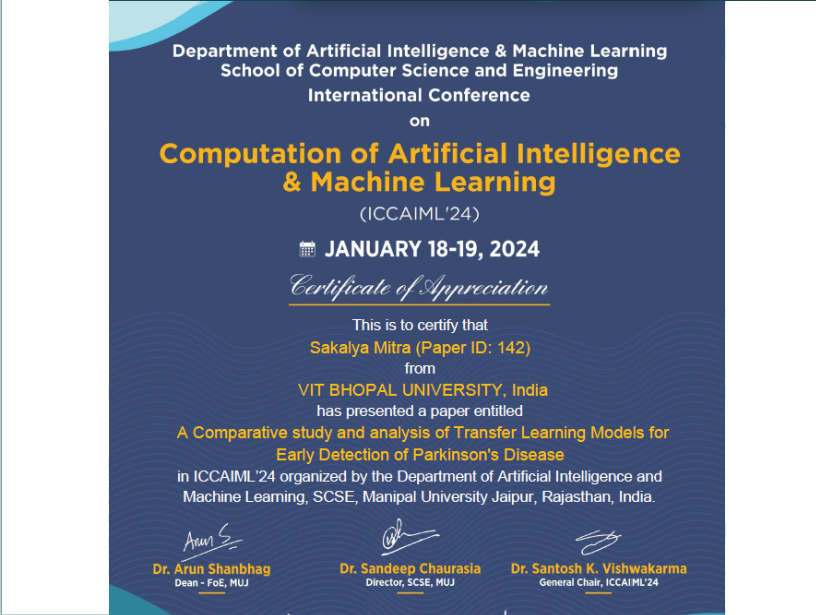 Department of Artificial Intelligence & Machine Learning
School of Computer Science and Engineering
International Conference
on
Computation of Artificial Intelligence
& Machine Learning
(ICCAIML'24)
JANUARY 18-19, 2024
Certificate of Appreciation
This is to certify that
Sakalya Mitra (Paper ID: 142)
from
VIT BHOPAL UNIVERSITY, India
has presented a paper entitled
A Comparative study and analysis of Transfer Learning Models for
Early Detection of Parkinson's Disease
in ICCAIML'24 organized by the Department of Artificial Intelligence and
Machine Learning, SCSE, Manipal University Jaipur, Rajasthan, India.
Arun S
Dr. Arun Shanbhag Dr. Sandeep Chaurasia Dr. Santosh K. Vishwakarma
Dean - FoE, MUJ Director, SCSE, MUJ General Chair, ICCAIML'24